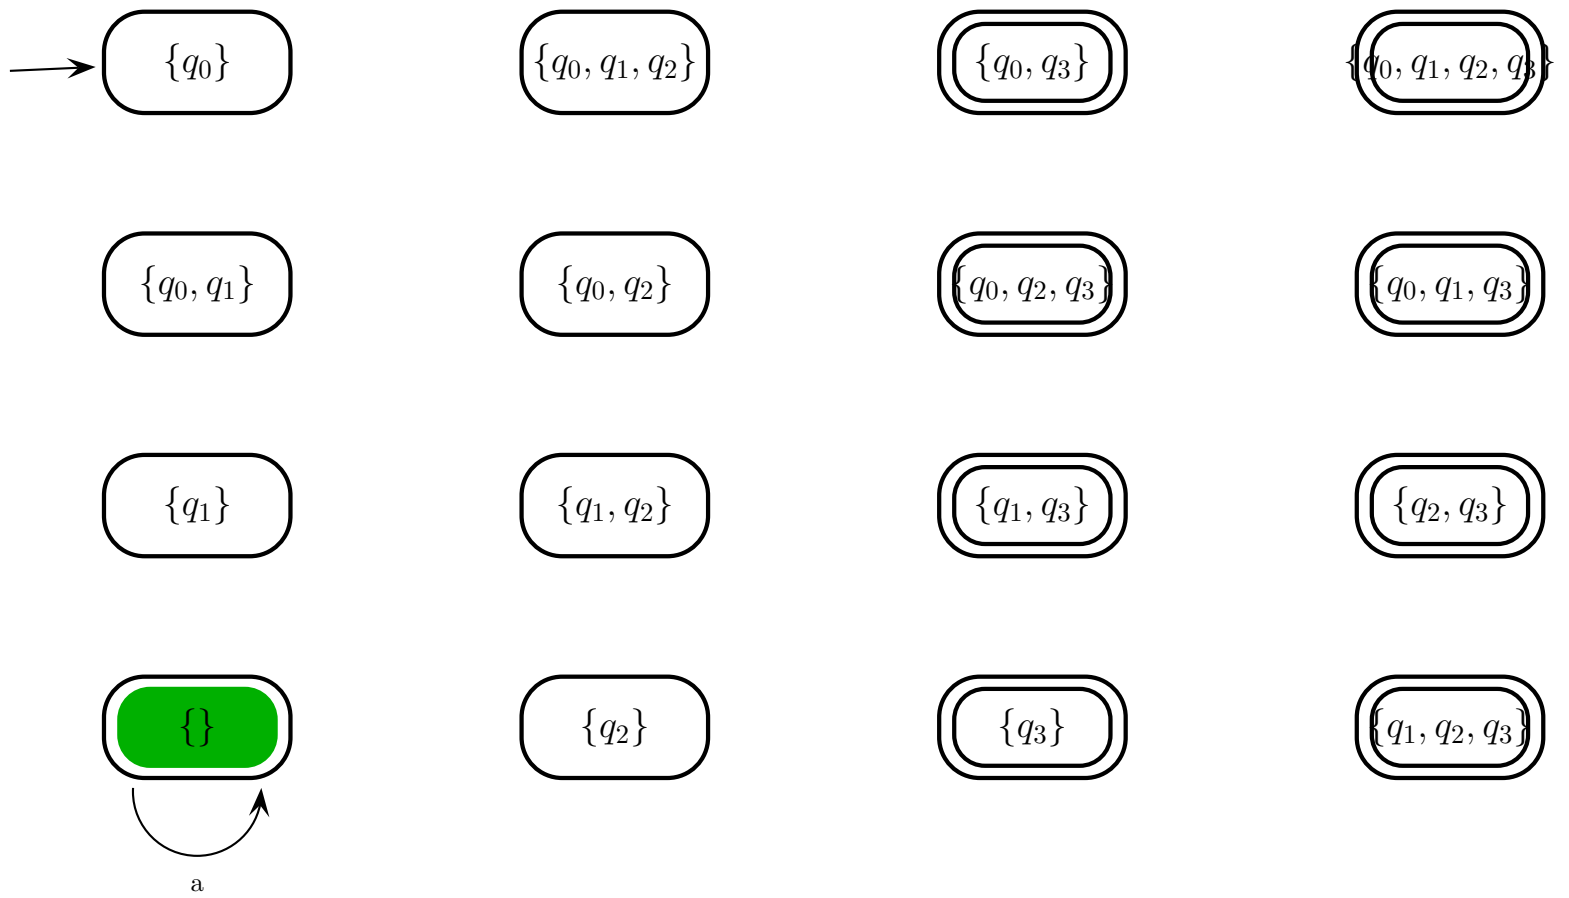 {q₀} {q₀, q₁, q₂} {q₀, q₃} {q₀, q₁, q₂, q₃}
{q₀, q₁} {q₀, q₂} {q₀, q₂, q₃} {q₀, q₁, q₃}
{q₁} {q₁, q₂} {q₁, q₃} {q₂, q₃}
{} {q₂} {q₃} {q₁, q₂, q₃}
a